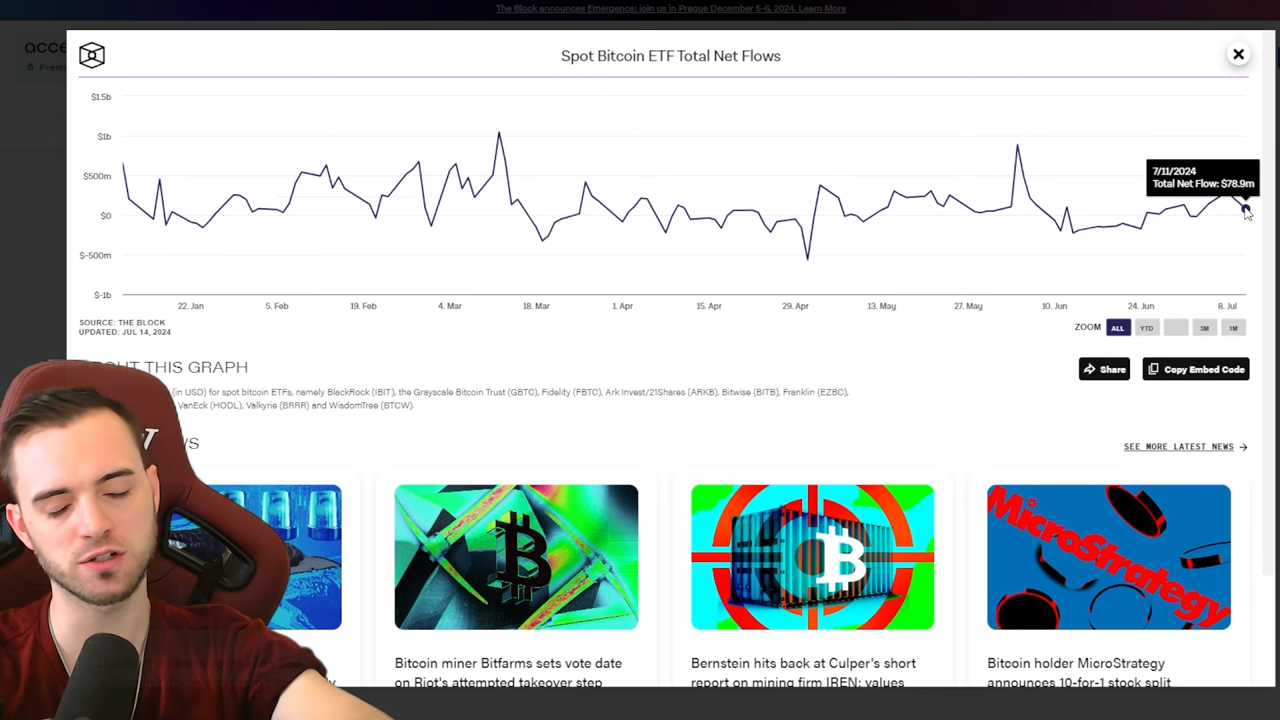 The Block announces Emergence: join us in Prague December 5-6, 2024. Learn More
acce
Premi
Spot Bitcoin ETF Total Net Flows
$1.5b
$1b
$500m
$0
$-500m
$-1b
7/11/2024
Total Net Flow: $78.9m
22. Jan
5. Feb
19. Feb
4. Mar
18. Mar
1. Apr
15. Apr
29. Apr
13. May
27. May
10. Jun
24. Jun
8. Jul
SOURCE: THE BLOCK
UPDATED: JUL 14, 2024
ZOOM ALL YTD 3M 1M
OUT THIS GRAPH
Share
Copy Embed Code
(in USD) for spot bitcoin ETFs, namely BlackRock (IBIT), the Grayscale Bitcoin Trust (GBTC), Fidelity (FBTC), Ark Invest/21Shares (ARKB), Bitwise (BITB), Franklin (EZBC),
VanEck (HODL), Valkyrie (BRRR) and WisdomTree (BTCW).
WS
SEE MORE LATEST NEWS
MicroStrategy
Bitcoin miner Bitfarms sets vote date
on Riot's attempted takeover step
Bernstein hits back at Culper's short
report on mining firm IREN; values
Bitcoin holder MicroStrategy
announces 10-for-1 stock split